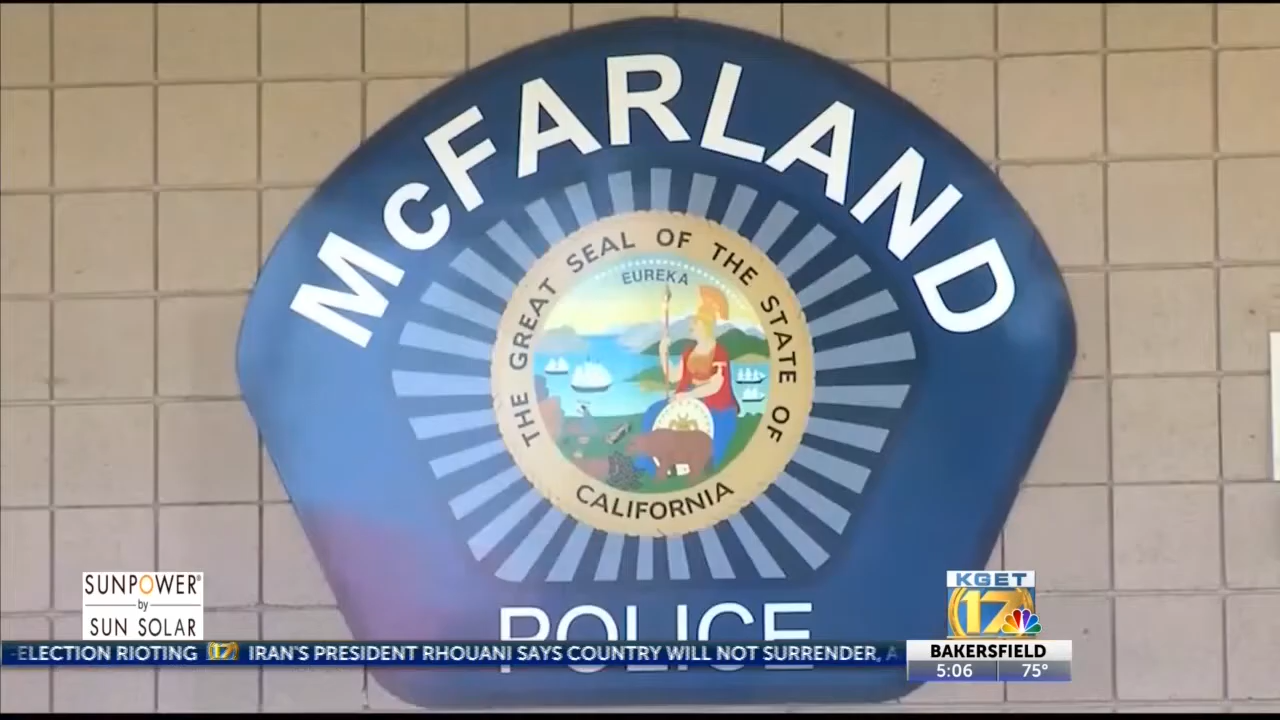 McFARLAND
THE GREAT SEAL OF THE STATE OF CALIFORNIA
EUREKA
POLICE
SUNPOWER®
by
SUN SOLAR
-ELECTION RIOTING 17 IRAN'S PRESIDENT RHOUANI SAYS COUNTRY WILL NOT SURRENDER, A
KGET
17
BAKERSFIELD
5:06 75°